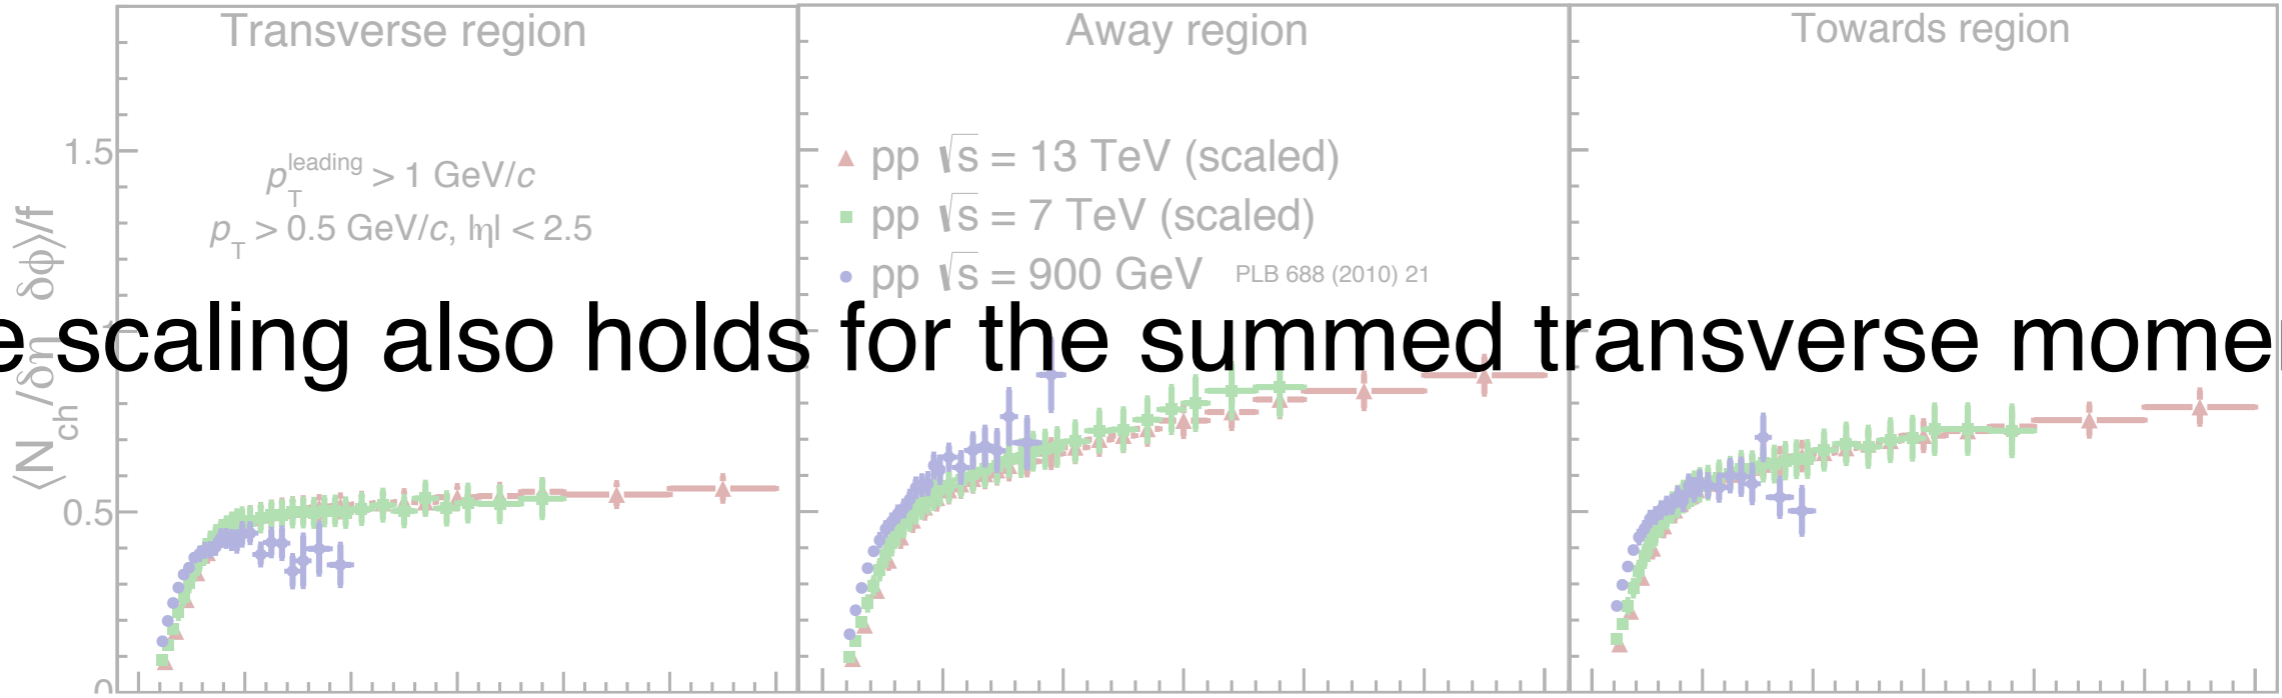 Transverse region
Away region
Towards region
1.5
p_T^leading > 1 GeV/c
p_T > 0.5 GeV/c, |η| < 2.5
pp √s = 13 TeV (scaled)
pp √s = 7 TeV (scaled)
pp √s = 900 GeV PLB 688 (2010) 21
⟨N_ch/δη δφ⟩/f
e scaling also holds for the summed transverse mome
0.5
0